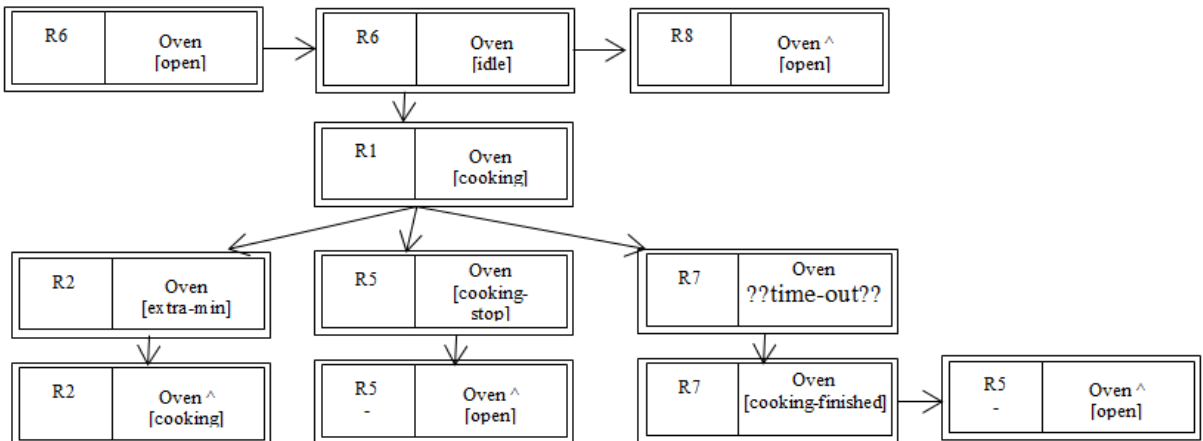 R6
Oven
[open]
R6
Oven
[idle]
R8
Oven ^
[open]
R1
Oven
[cooking]
R2
Oven
[extra-min]
R5
Oven
[cooking-
stop]
R7
Oven
??time-out??
R2
Oven ^
[cooking]
R5
-
Oven ^
[open]
R7
Oven
[cooking-finished]
R5
-
Oven ^
[open]